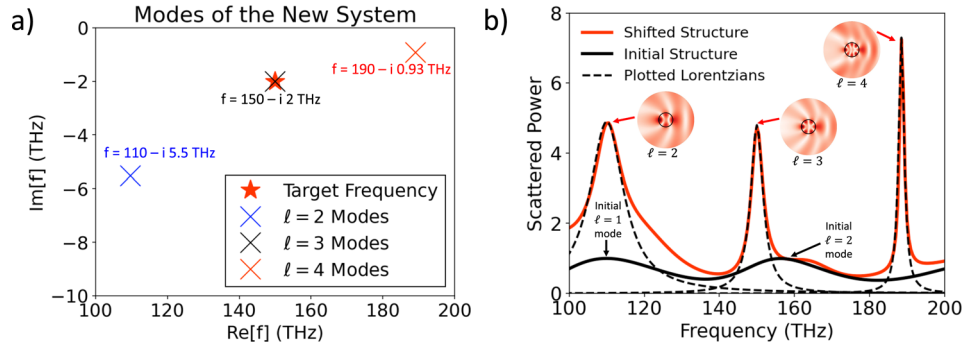 a)
Modes of the New System
0
−2
−4
−6
−8
−10
Im[f] (THz)
f = 190 − i 0.93 THz
f = 150 − i 2 THz
f = 110 − i 5.5 THz
Target Frequency
ℓ = 2 Modes
ℓ = 3 Modes
ℓ = 4 Modes
100 120 140 160 180 200
Re[f] (THz)
b)
8
6
4
2
0
Scattered Power
Shifted Structure
Initial Structure
Plotted Lorentzians
ℓ = 4
ℓ = 2
ℓ = 3
Initial
ℓ = 1
mode
Initial
ℓ = 2
mode
100 120 140 160 180 200
Frequency (THz)